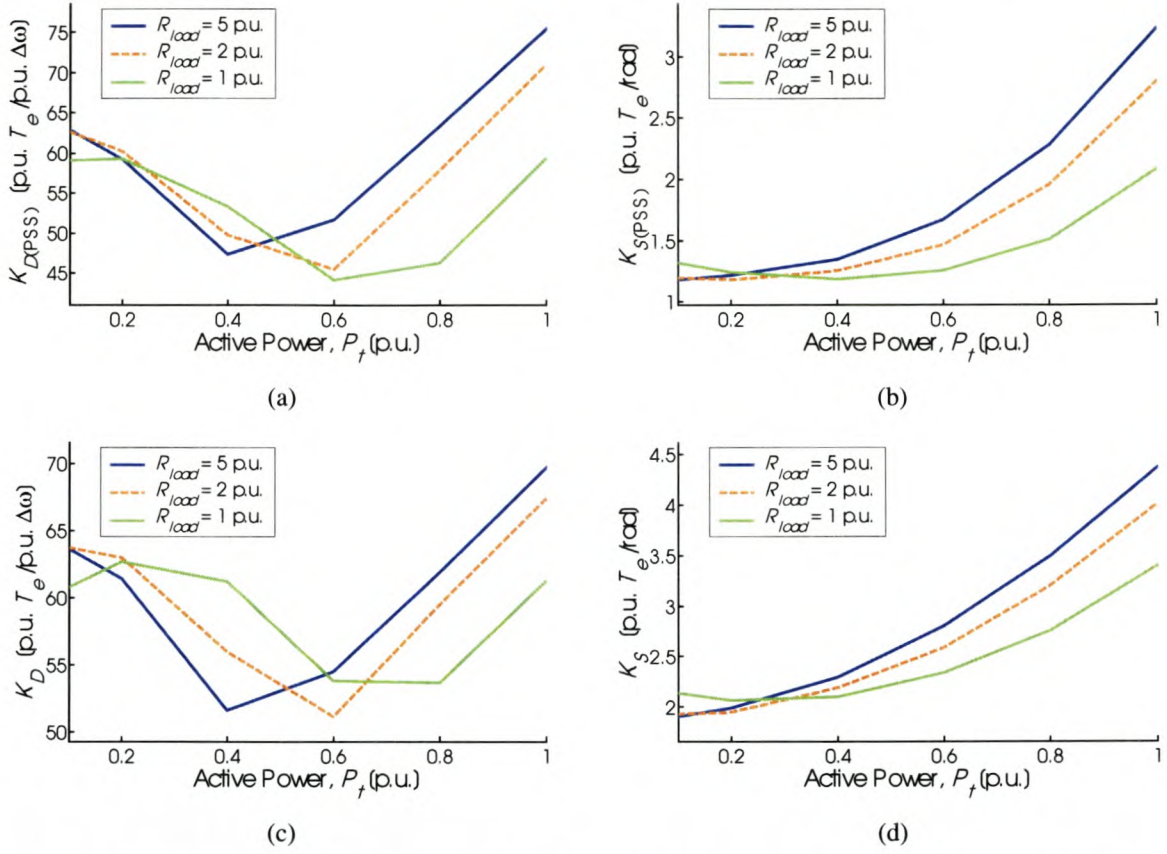 R_load = 5 p.u.
R_load = 2 p.u.
R_load = 1 p.u.
K_D(PSS) (p.u. T_e/p.u. Δω)
75
70
65
60
55
50
45
0.2 0.4 0.6 0.8 1
Active Power, P_t (p.u.)
(a)
R_load = 5 p.u.
R_load = 2 p.u.
R_load = 1 p.u.
K_S(PSS) (p.u. T_e/rad)
3
2.5
2
1.5
1
0.2 0.4 0.6 0.8 1
Active Power, P_t (p.u.)
(b)
R_load = 5 p.u.
R_load = 2 p.u.
R_load = 1 p.u.
K_D (p.u. T_e/p.u. Δω)
70
65
60
55
50
0.2 0.4 0.6 0.8 1
Active Power, P_t (p.u.)
(c)
R_load = 5 p.u.
R_load = 2 p.u.
R_load = 1 p.u.
K_S (p.u. T_e/rad)
4.5
4
3.5
3
2.5
2
0.2 0.4 0.6 0.8 1
Active Power, P_t (p.u.)
(d)